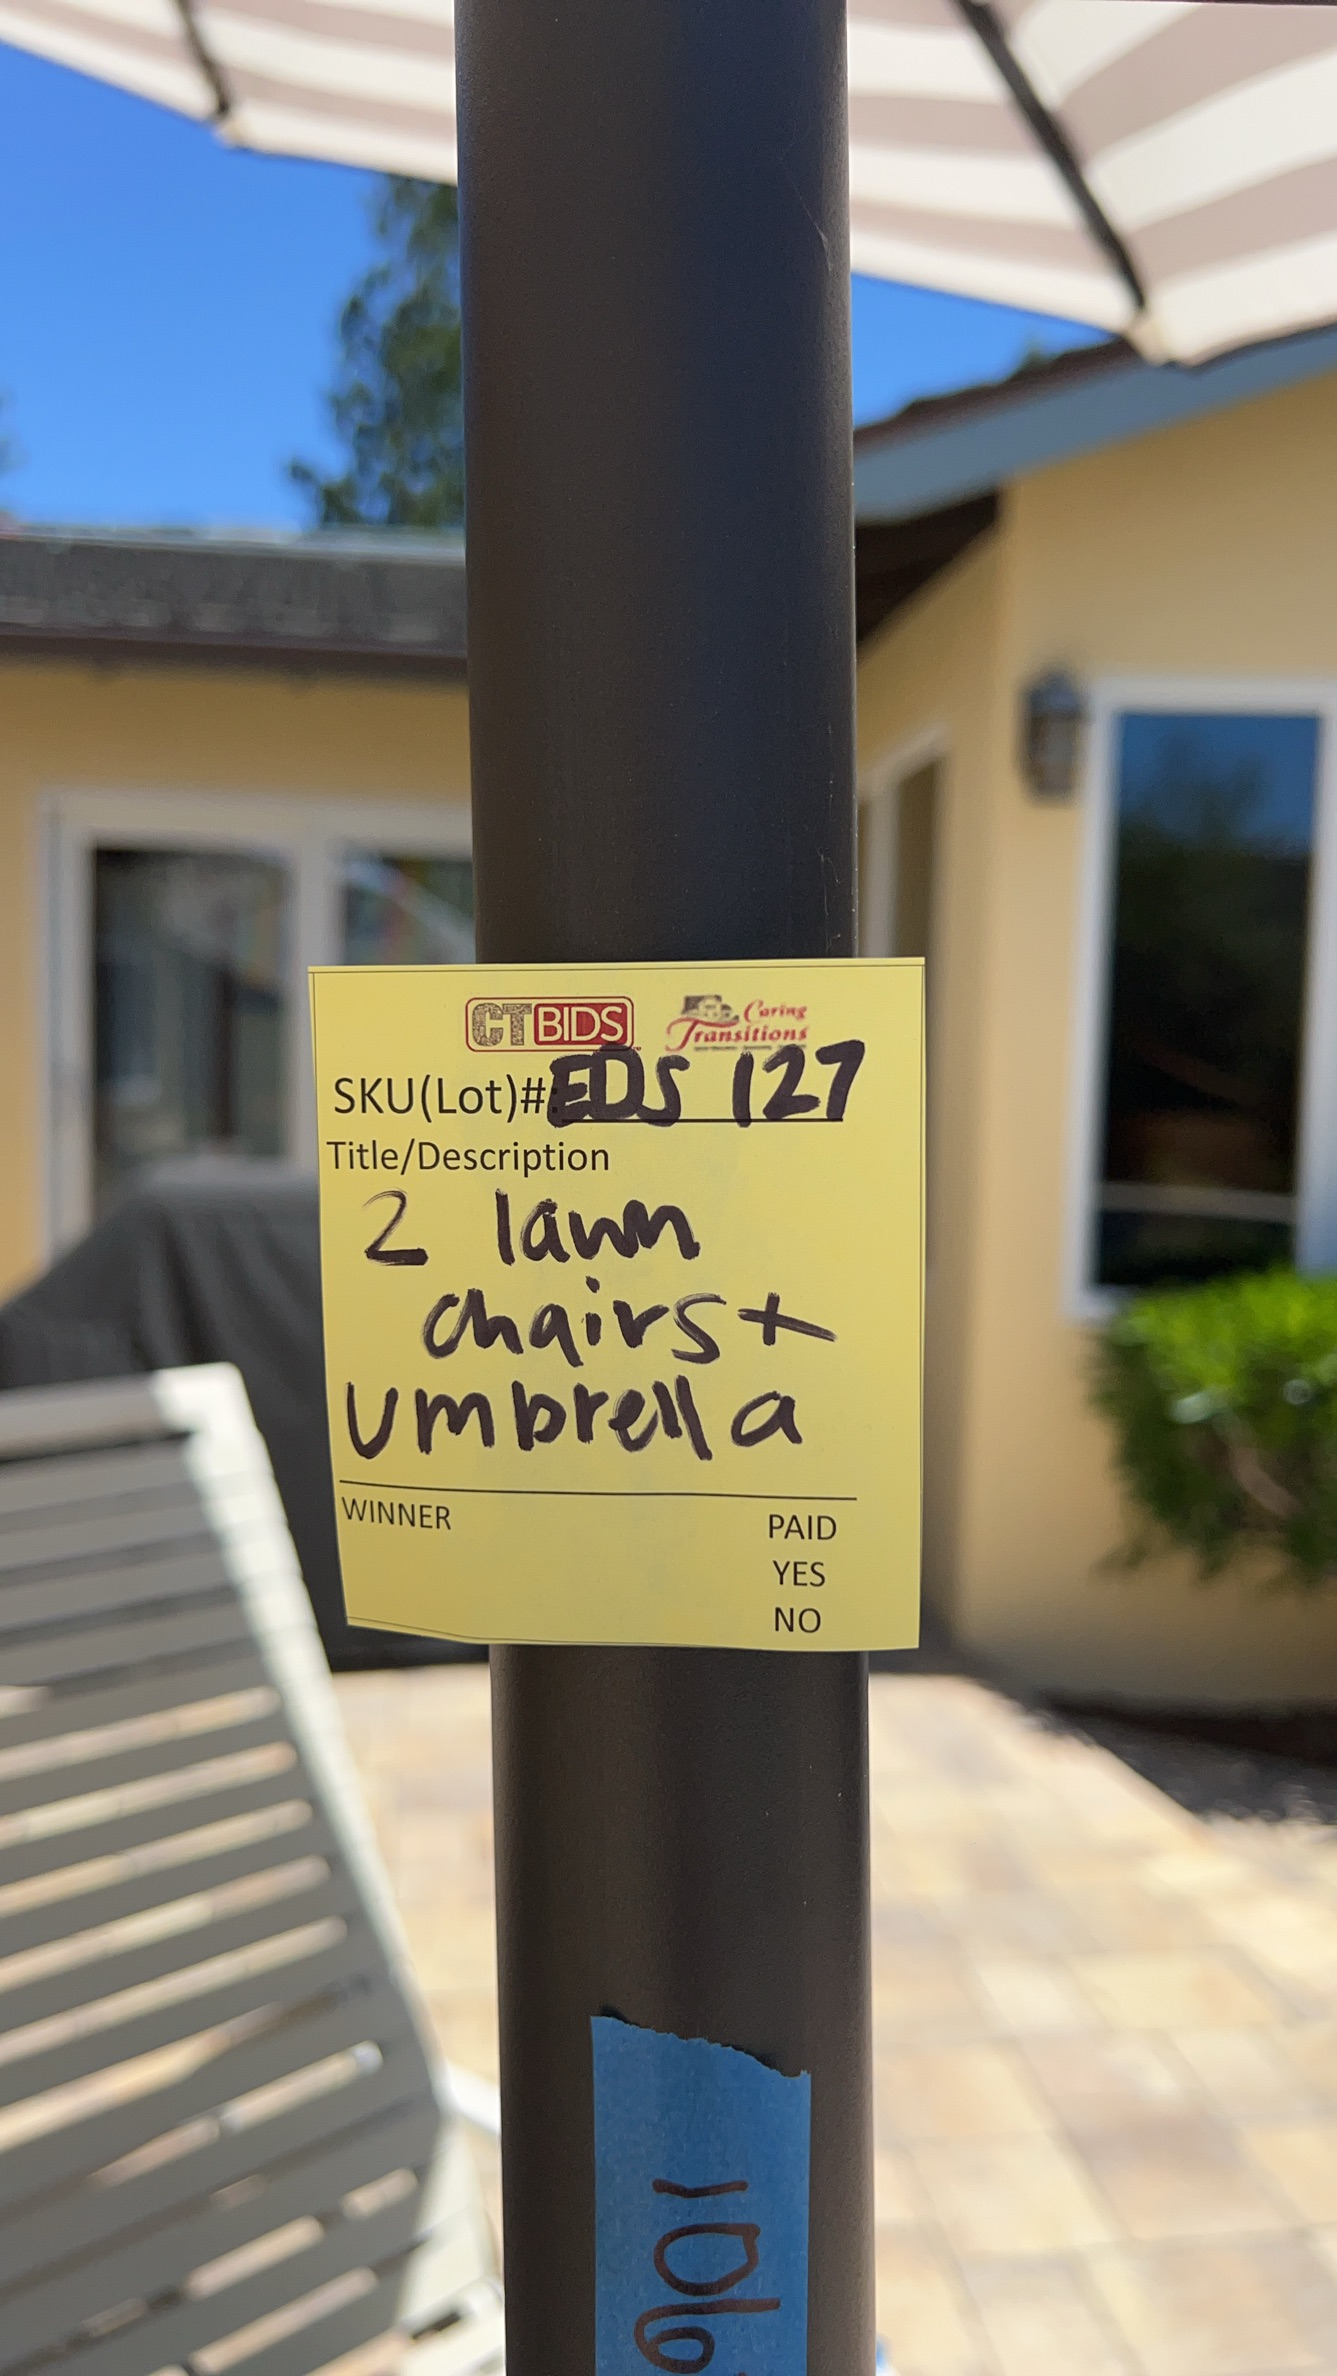 CTBIDS Caring Transitions
SKU(Lot)#: EDS 127
Title/Description
2 lawn
chairs +
umbrella
WINNER PAID
YES
NO